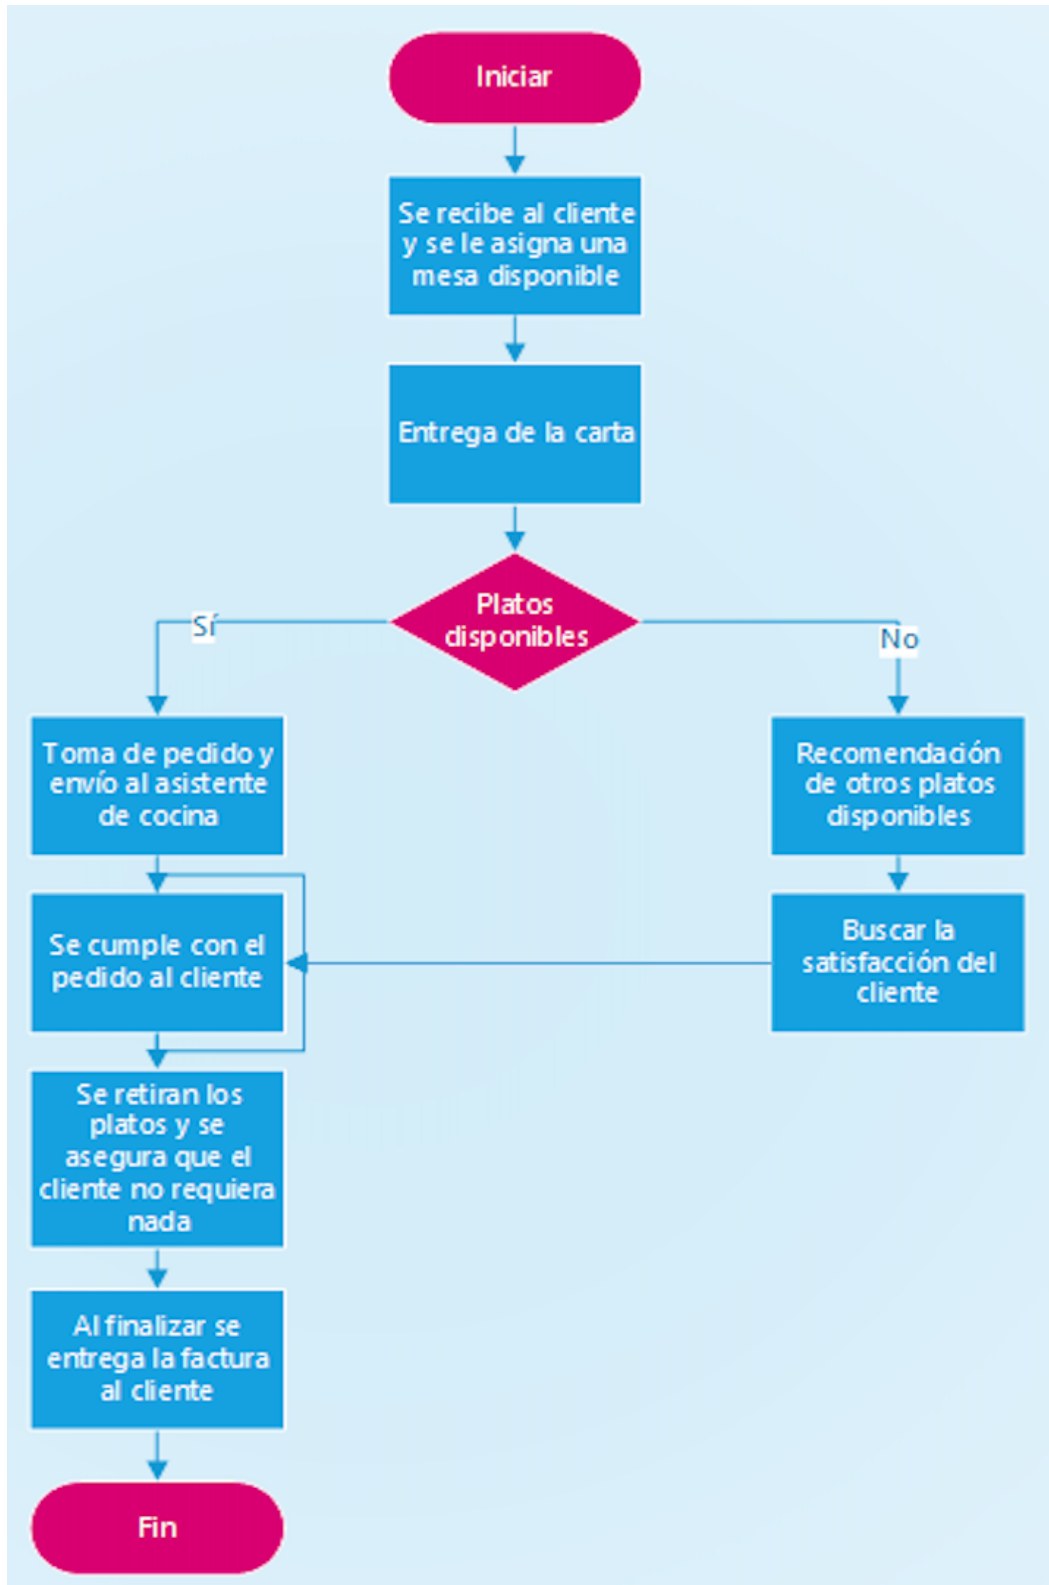 Iniciar
Se recibe al cliente
y se le asigna una
mesa disponible
Entrega de la carta
Platos
disponibles
Sí
No
Toma de pedido y
envío al asistente
de cocina
Recomendación
de otros platos
disponibles
Se cumple con el
pedido al cliente
Buscar la
satisfacción del
cliente
Se retiran los
platos y se
asegura que el
cliente no requiera
nada
Al finalizar se
entrega la factura
al cliente
Fin